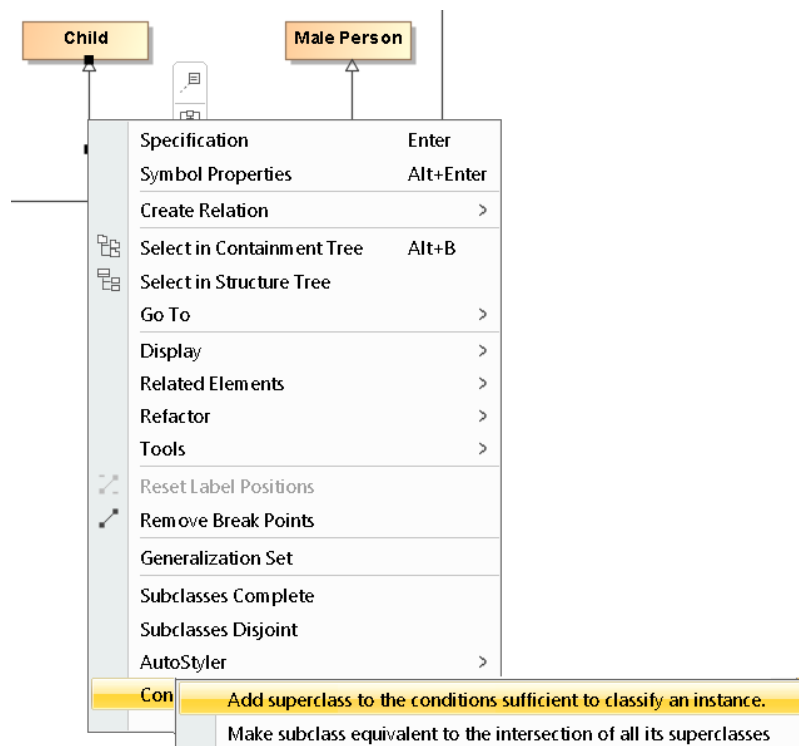 Child
Male Person
Specification Enter
Symbol Properties Alt+Enter
Create Relation >
Select in Containment Tree Alt+B
Select in Structure Tree
Go To >
Display >
Related Elements >
Refactor >
Tools >
Reset Label Positions
Remove Break Points
Generalization Set
Subclasses Complete
Subclasses Disjoint
AutoStyler >
Con
Add superclass to the conditions sufficient to classify an instance.
Make subclass equivalent to the intersection of all its superclasses